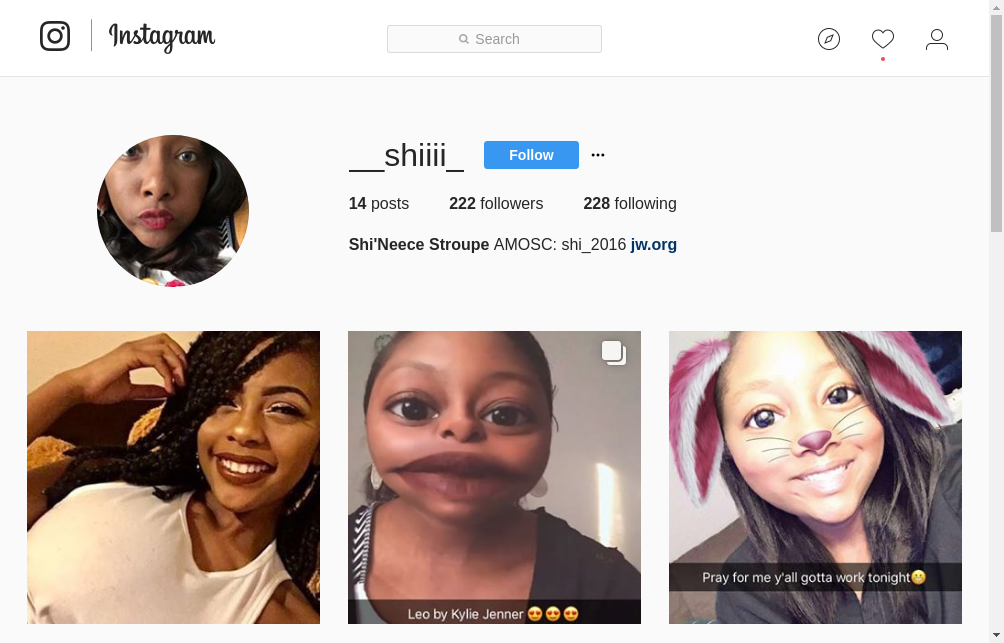 Instagram
Search
__shiiii_
Follow
14 posts
222 followers
228 following
Shi'Neece Stroupe AMOSC: shi_2016 jw.org
Leo by Kylie Jenner 😍😍😍
Pray for me y'all gotta work tonight😬